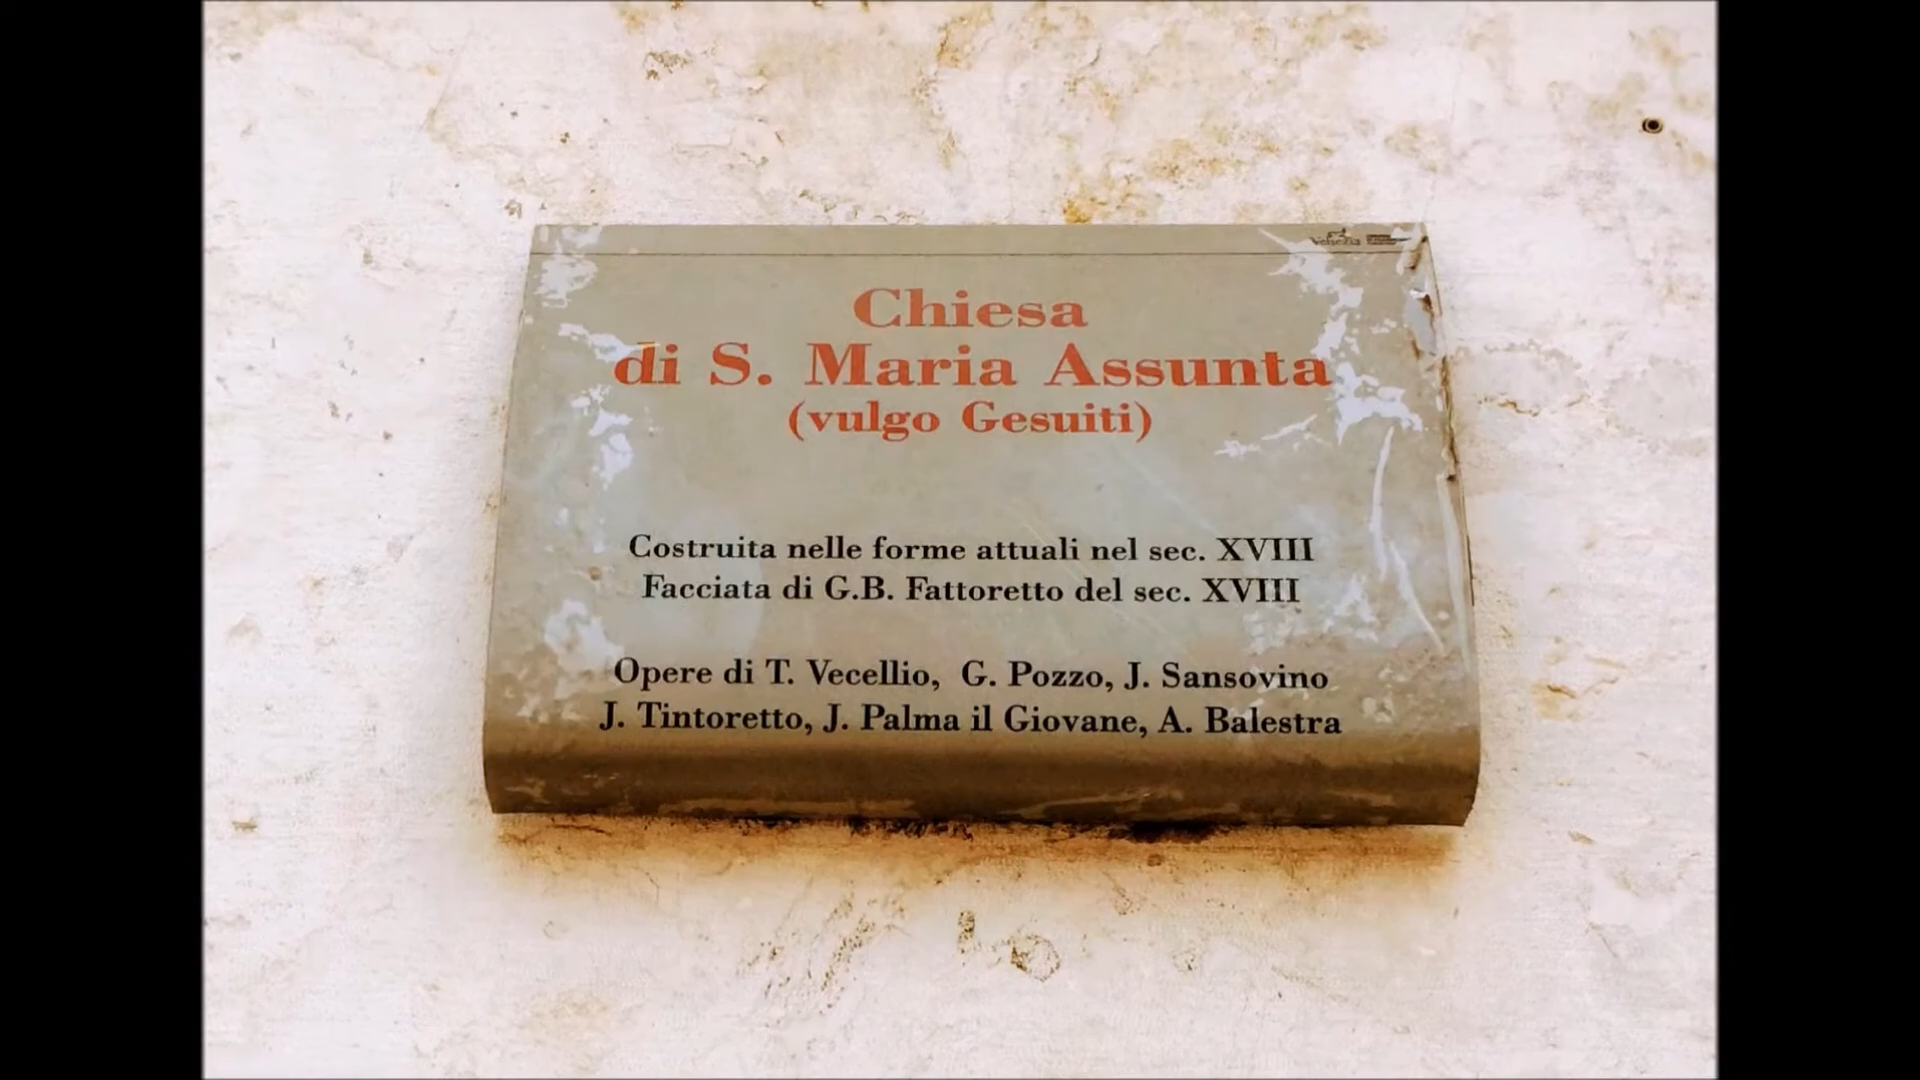 Venezia
Chiesa
di S. Maria Assunta
(vulgo Gesuiti)
Costruita nelle forme attuali nel sec. XVIII
Facciata di G.B. Fattoretto del sec. XVIII
Opere di T. Vecellio, G. Pozzo, J. Sansovino
J. Tintoretto, J. Palma il Giovane, A. Balestra